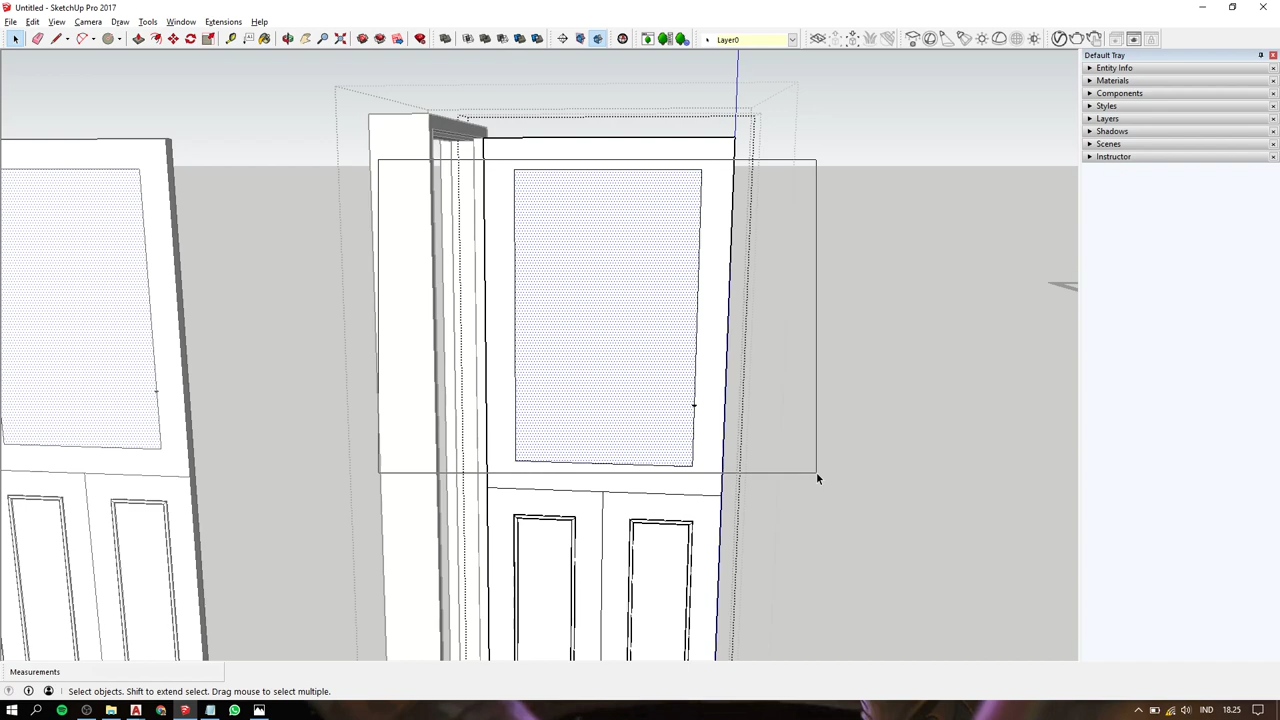 Untitled - SketchUp Pro 2017
File Edit View Camera Draw Tools Window Extensions Help
Layer0
Default Tray
Entity Info
Materials
Components
Styles
Layers
Shadows
Scenes
Instructor
Measurements
Select objects. Shift to extend select. Drag mouse to select multiple.
IND 18.25